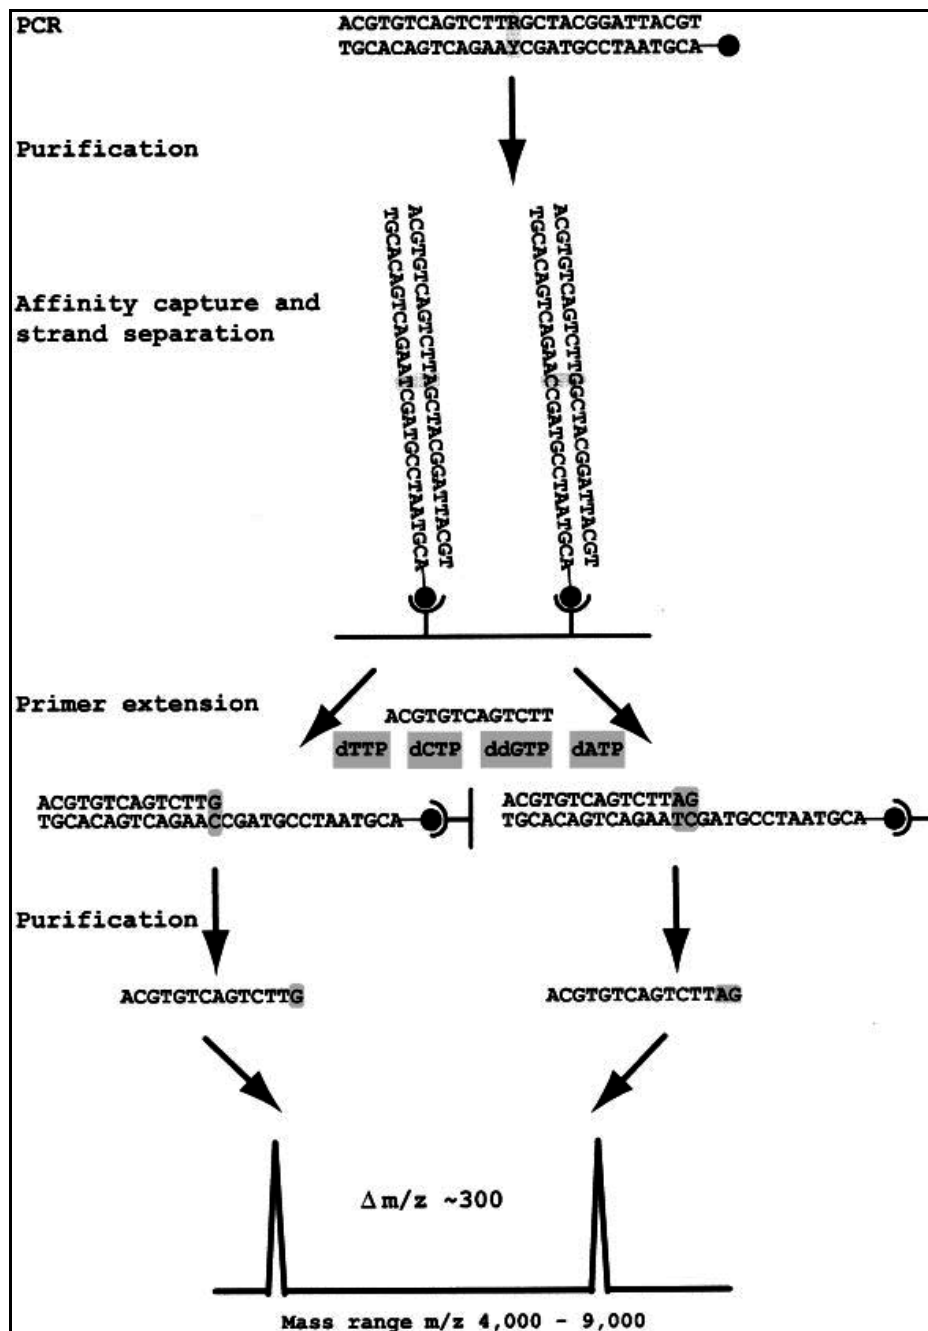 PCR
ACGTGTCAGTCTTRGCTACGGATTACGT
TGCACAGTCAGAAYCGATGCCTAATGCA
Purification
ACGTGTCAGTCTTAGCTACGGATTACGT
TGCACAGTCAGAATCGATGCCTAATGCA
ACGTGTCAGTCTTGGCTACGGATTACGT
TGCACAGTCAGAACCGATGCCTAATGCA
Affinity capture and
strand separation
Primer extension
ACGTGTCAGTCTT
dTTP dCTP ddGTP dATP
ACGTGTCAGTCTTG
TGCACAGTCAGAACCGATGCCTAATGCA
ACGTGTCAGTCTTAG
TGCACAGTCAGAATCGATGCCTAATGCA
Purification
ACGTGTCAGTCTTG
ACGTGTCAGTCTTAG
Δm/z ~300
Mass range m/z 4,000 - 9,000